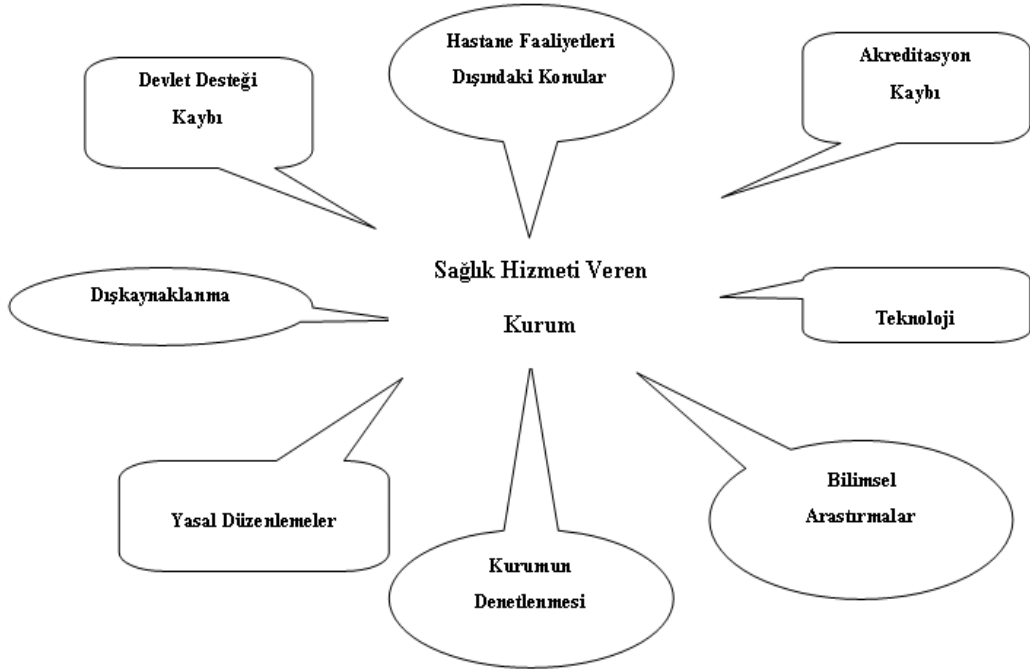 Hastane Faaliyetleri
Dışındaki Konular
Akreditasyon
Kaybı
Devlet Desteği
Kaybı
Sağlık Hizmeti Veren
Kurum
Dışkaynaklanma
Teknoloji
Yasal Düzenlemeler
Bilimsel
Arastırmalar
Kurumun
Denetlenmesi